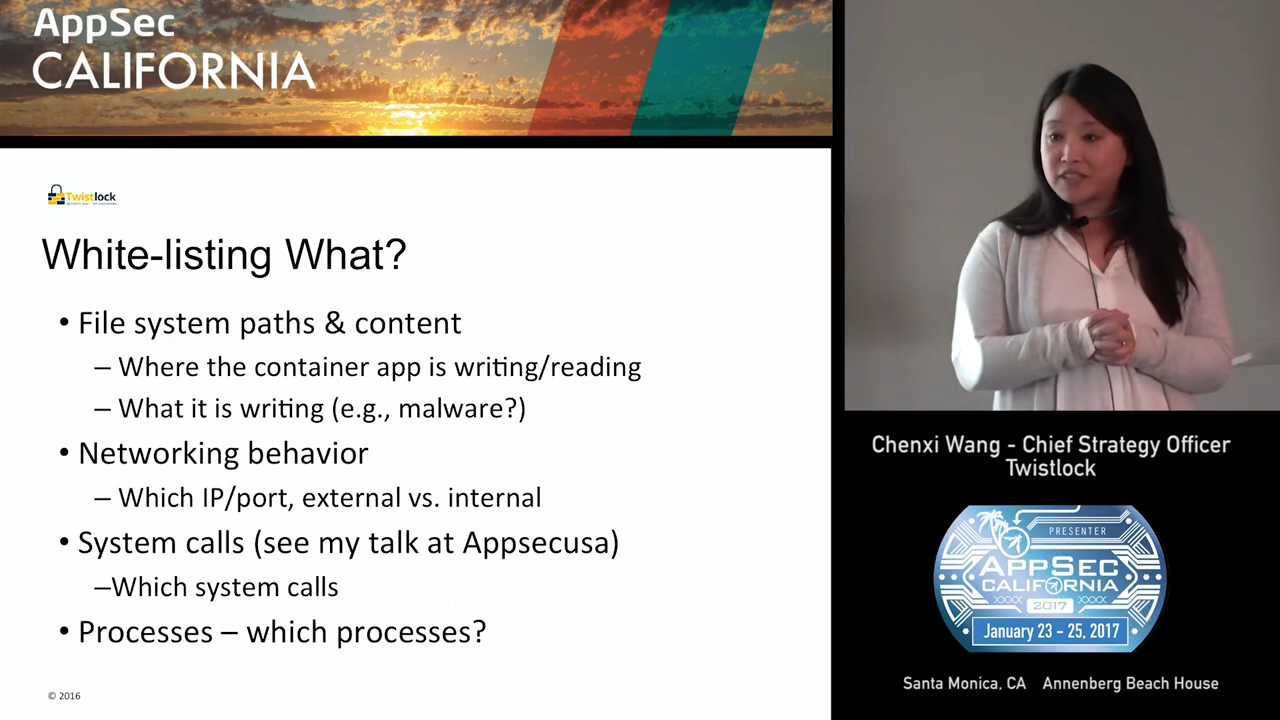 AppSec
CALIFORNIA
Twistlock
White-listing What?
• File system paths & content
– Where the container app is writing/reading
– What it is writing (e.g., malware?)
• Networking behavior
– Which IP/port, external vs. internal
• System calls (see my talk at Appsecusa)
–Which system calls
• Processes – which processes?
© 2016
Chenxi Wang - Chief Strategy Officer
Twistlock
PRESENTER
APPSEC
CALIFORNIA
2017
January 23 - 25, 2017
Santa Monica, CA Annenberg Beach House